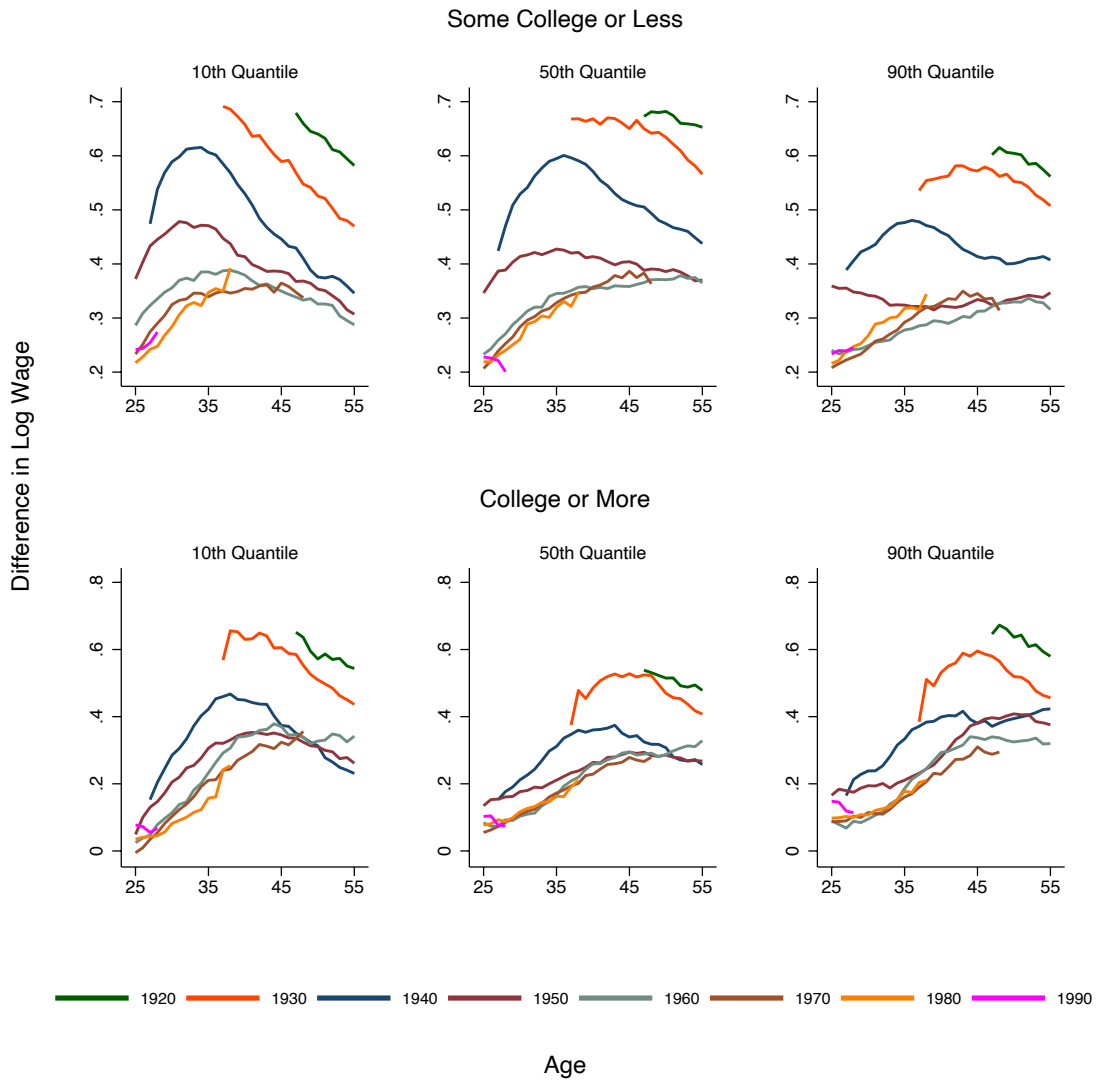 Some College or Less
10th Quantile
50th Quantile
90th Quantile
.7
.6
.5
.4
.3
.2
25 35 45 55
.7
.6
.5
.4
.3
.2
25 35 45 55
.7
.6
.5
.4
.3
.2
25 35 45 55
Difference in Log Wage
College or More
10th Quantile
50th Quantile
90th Quantile
.8
.6
.4
.2
0
25 35 45 55
.8
.6
.4
.2
0
25 35 45 55
.8
.6
.4
.2
0
25 35 45 55
1920 1930 1940 1950 1960 1970 1980 1990
Age